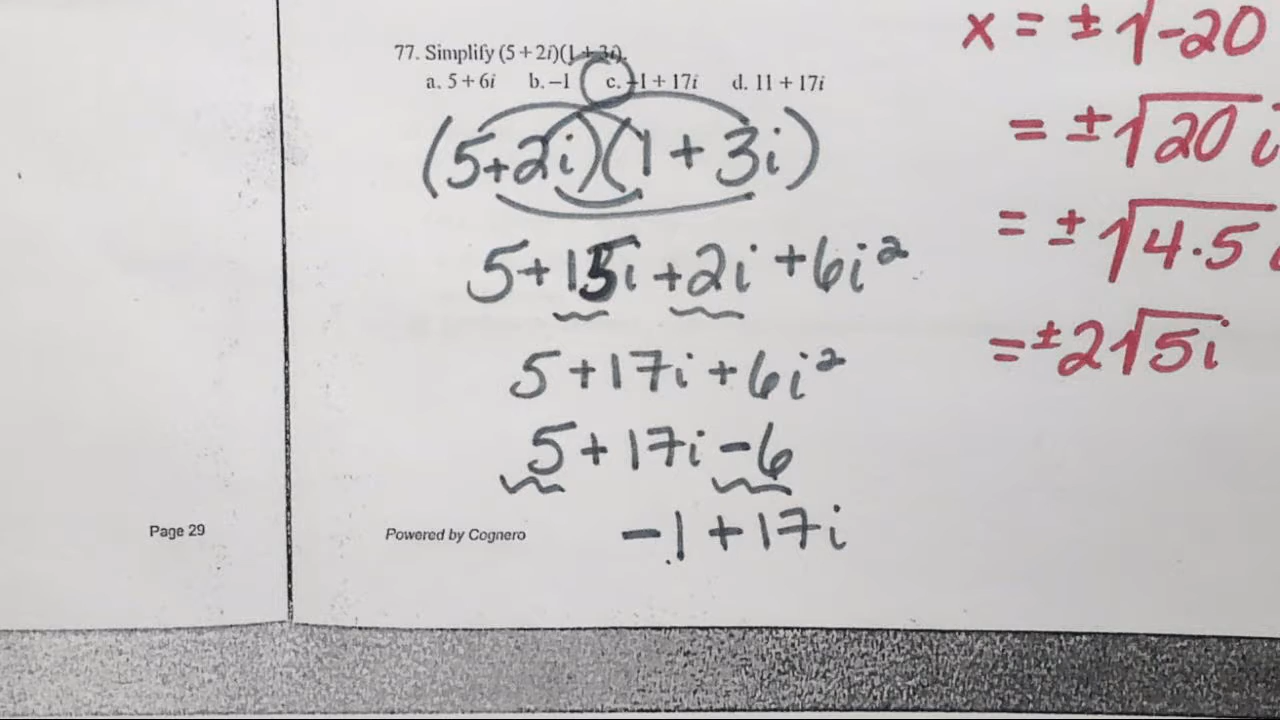 77. Simplify (5 + 2i)(1 + 3i).
a. 5 + 6i b. –1 c. –1 + 17i d. 11 + 17i
(5+2i)(1 + 3i)
5+15i +2i +6i²
5 +17i +6i²
5 + 17i -6
-1 +17i
Page 29
Powered by Cognero
x = ±√-20
= ±√20 i
= ±√4·5
= ±2√5i